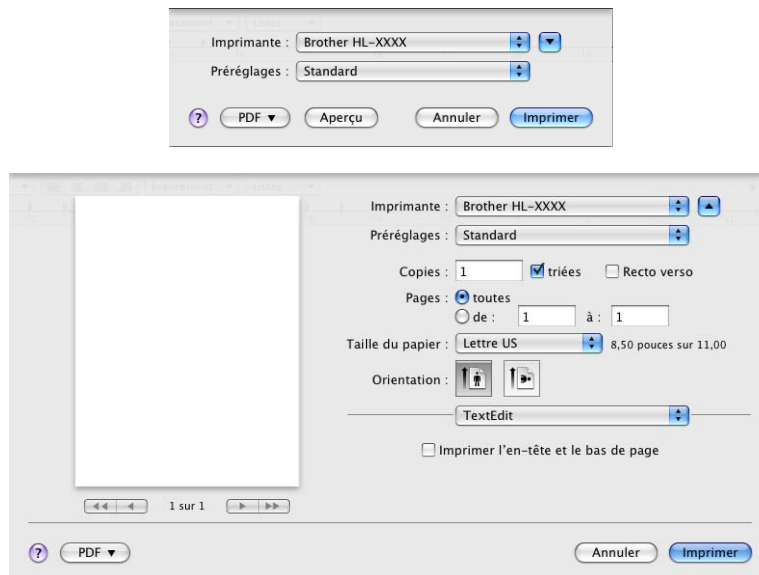 Imprimante : Brother HL-XXXX
Préréglages : Standard
? PDF ▼ Aperçu Annuler Imprimer
Imprimante : Brother HL-XXXX
Préréglages : Standard
Copies : 1 triées Recto verso
Pages : toutes
de : 1 à : 1
Taille du papier : Lettre US 8,50 pouces sur 11,00
Orientation :
TextEdit
Imprimer l'en-tête et le bas de page
1 sur 1
? PDF ▼ Annuler Imprimer